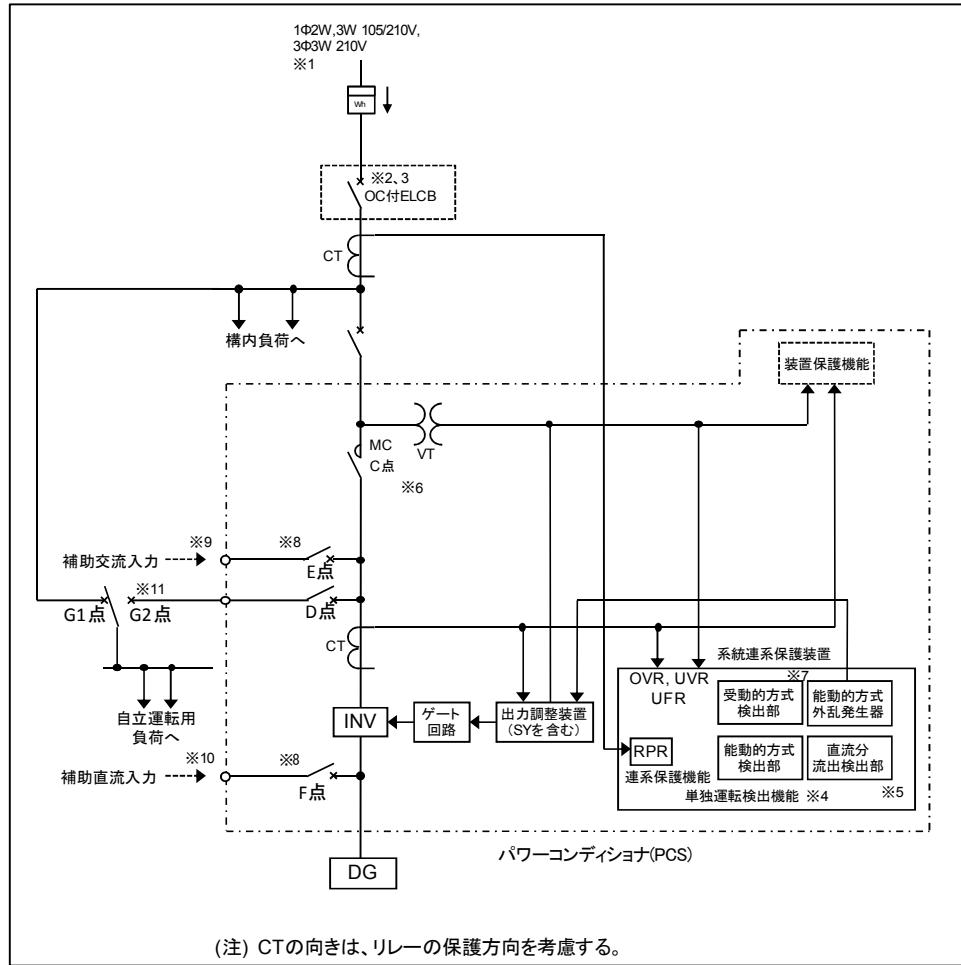 1Φ2W,3W 105/210V,
3Φ3W 210V
※1
Wh
※2、3
OC付ELCB
CT
構内負荷へ
装置保護機能
MC
C点
VT
※6
※9
補助交流入力
※8
E点
※11
G1点
G2点
D点
CT
自立運転用
負荷へ
系統連系保護装置
OVR, UVR
UFR
※7
受動的方式
検出部
能動的方式
外乱発生器
INV
ゲート
回路
出力調整装置
(SYを含む)
RPR
連系保護機能
能動的方式
検出部
直流分
流出検出部
単独運転検出機能 ※4
※5
※10
補助直流入力
※8
F点
パワーコンディショナ(PCS)
DG
(注) CTの向きは、リレーの保護方向を考慮する。